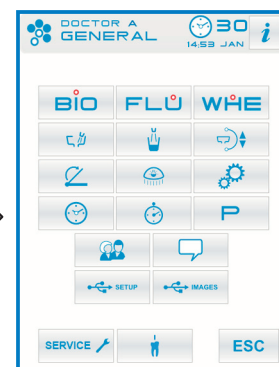 DOCTOR A
GENERAL
30
14:53 JAN
i
BIO FLU WHE
P
SETUP IMAGES
SERVICE ESC